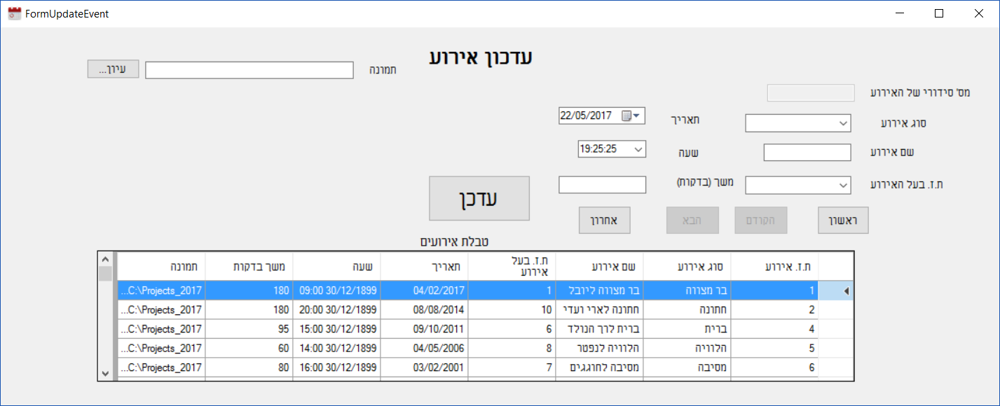 FormUpdateEvent
עדכון אירוע
תמונה
עיון...
מס' סידורי של האירוע
סוג אירוע
תאריך
22/05/2017
שם אירוע
שעה
19:25:25
ת.ז. בעל האירוע
משך (בדקות)
עדכן
ראשון
הקודם
הבא
אחרון
טבלת אירועים
ת.ז. אירוע סוג אירוע שם אירוע ת.ז. בעל אירוע תאריך שעה משך בדקות תמונה
1 בר מצווה בר מצווה ליובל 1 04/02/2017 09:00 30/12/1899 180 ...C:\Projects_2017
2 חתונה חתונה לארי ועדי 10 08/08/2014 20:00 30/12/1899 180 ...C:\Projects_2017
4 ברית ברית לרך הנולד 6 09/10/2011 15:00 30/12/1899 95 ...C:\Projects_2017
5 הלוויה הלוויה לנפטר 8 04/05/2006 14:00 30/12/1899 60 ...C:\Projects_2017
6 מסיבה מסיבה לחוגגים 7 03/02/2001 16:00 30/12/1899 80 ...C:\Projects_2017